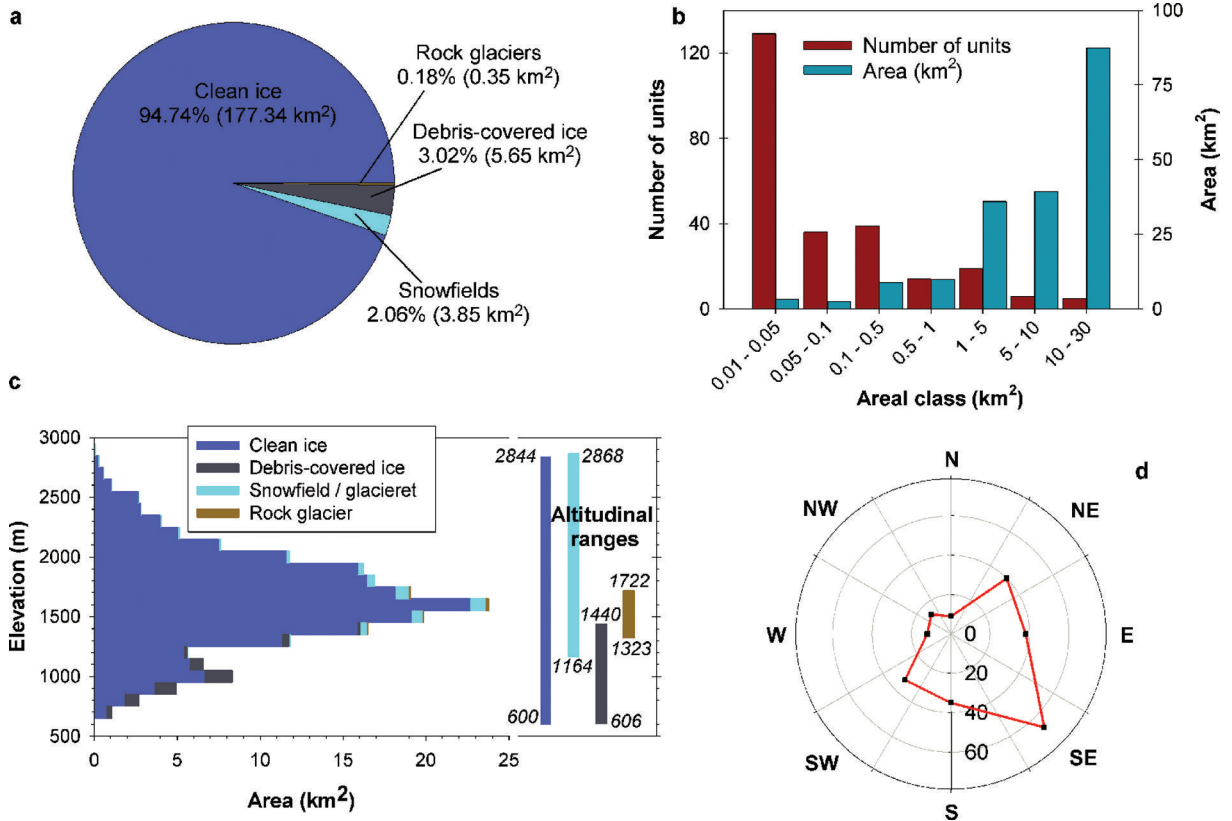 a
Clean ice
94.74% (177.34 km²)
Rock glaciers
0.18% (0.35 km²)
Debris-covered ice
3.02% (5.65 km²)
Snowfields
2.06% (3.85 km²)
b
Number of units
Area (km²)
120
80
40
0
Number of units
100
75
50
25
0
Area (km²)
0.01 - 0.05
0.05 - 0.1
0.1 - 0.5
0.5 - 1
1 - 5
5 - 10
10 - 30
Areal class (km²)
c
3000
2500
2000
1500
1000
500
Elevation (m)
Clean ice
Debris-covered ice
Snowfield / glacieret
Rock glacier
0
5
10
15
20
25
Area (km²)
2844
2868
Altitudinal
ranges
1722
1440
1323
1164
600
606
d
N
NE
E
SE
S
SW
W
NW
0
20
40
60